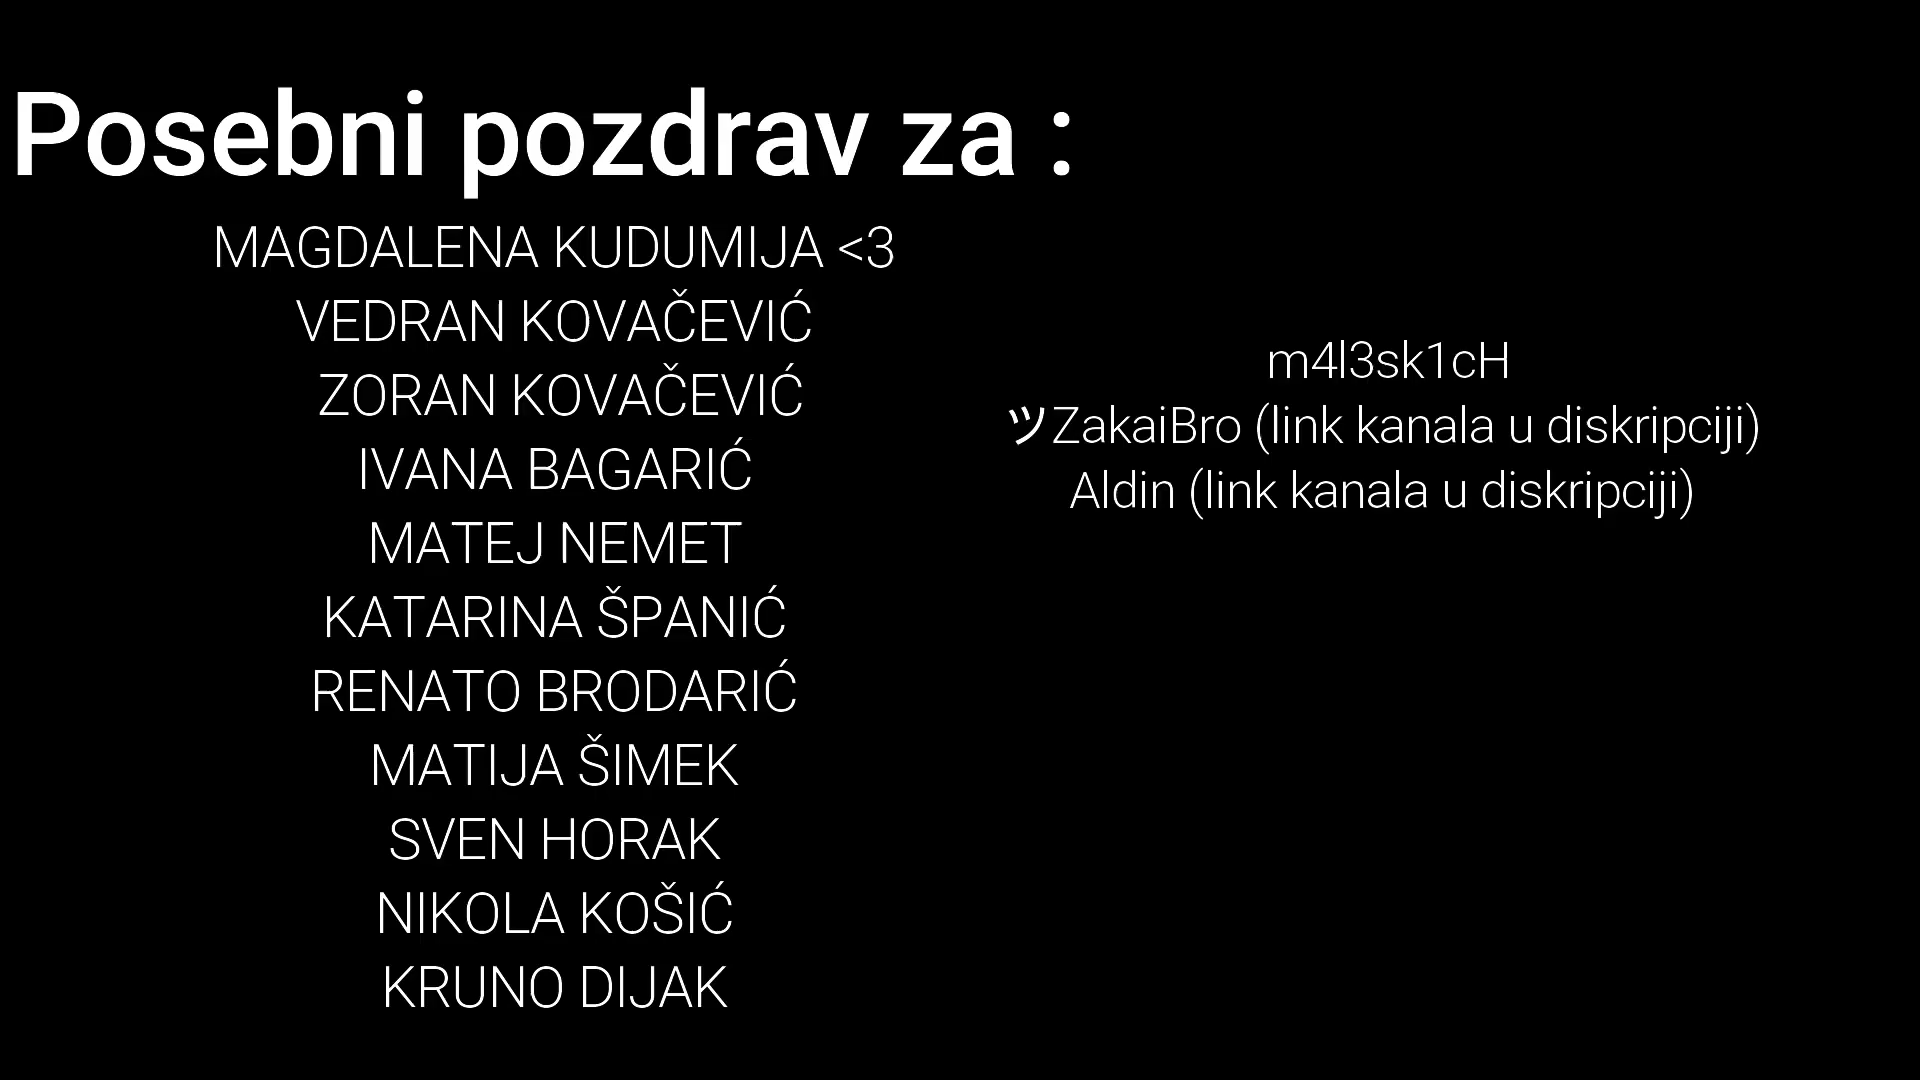 Posebni pozdrav za :
MAGDALENA KUDUMIJA <3
VEDRAN KOVAČEVIĆ
ZORAN KOVAČEVIĆ
IVANA BAGARIĆ
MATEJ NEMET
KATARINA ŠPANIĆ
RENATO BRODARIĆ
MATIJA ŠIMEK
SVEN HORAK
NIKOLA KOŠIĆ
KRUNO DIJAK
m4l3sk1cH
ツZakaiBro (link kanala u diskripciji)
Aldin (link kanala u diskripciji)